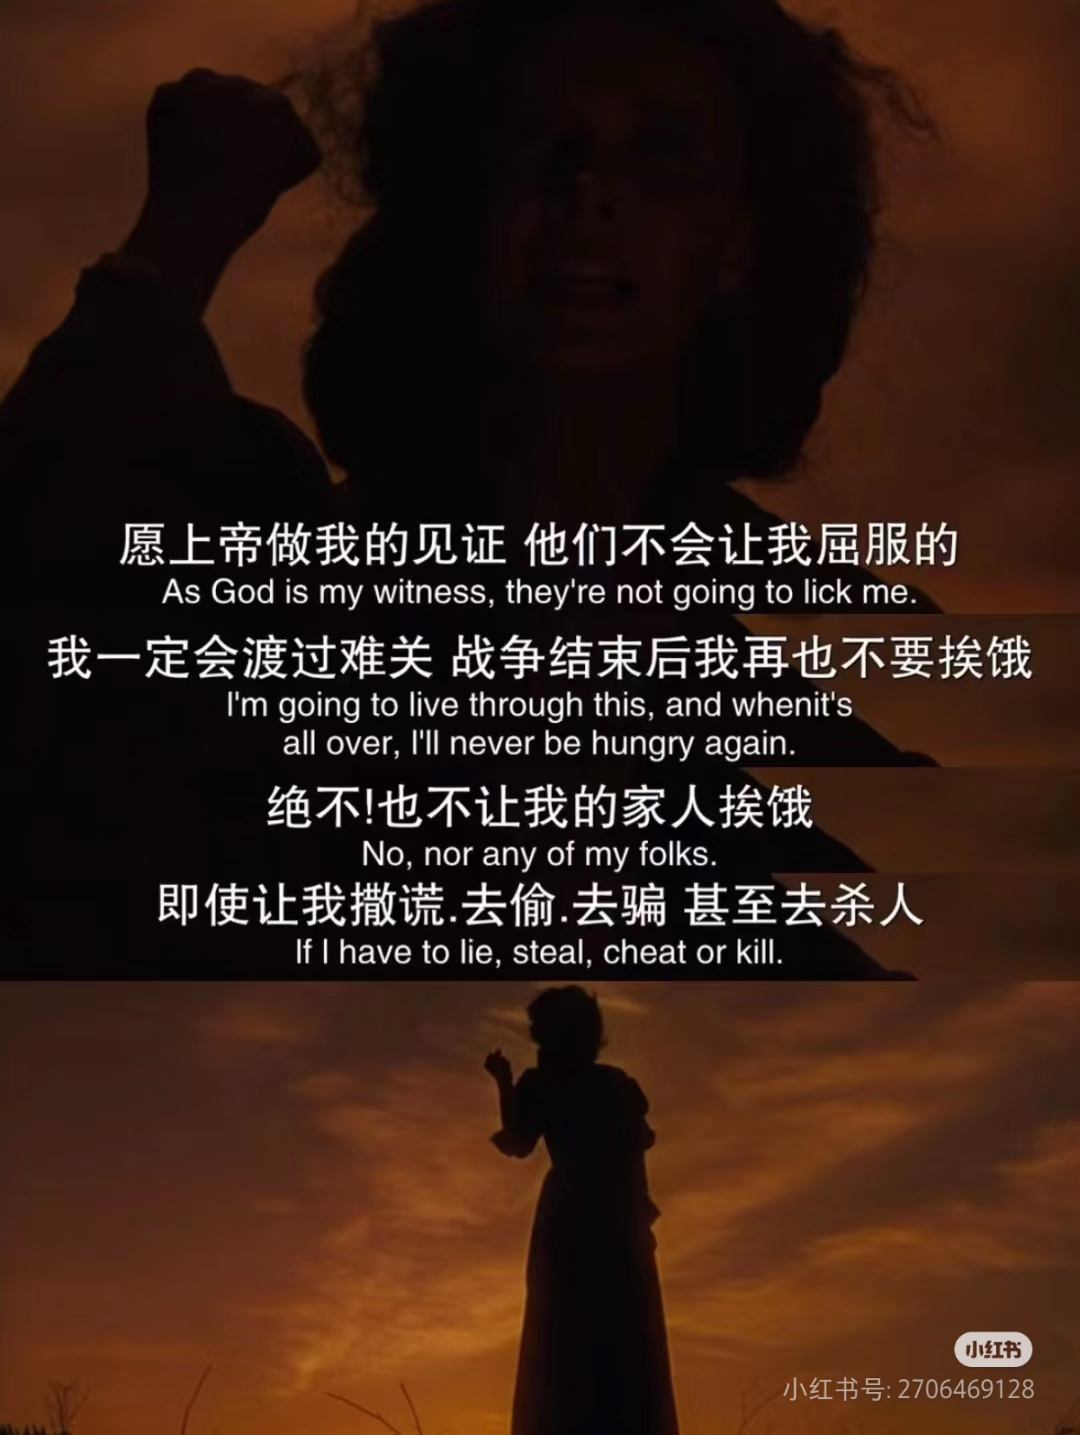 愿上帝做我的见证 他们不会让我屈服的
As God is my witness, they're not going to lick me.
我一定会渡过难关 战争结束后我再也不要挨饿
I'm going to live through this, and whenit's
all over, I'll never be hungry again.
绝不!也不让我的家人挨饿
No, nor any of my folks.
即使让我撒谎.去偷.去骗 甚至去杀人
If I have to lie, steal, cheat or kill.
小红书
小红书号: 2706469128